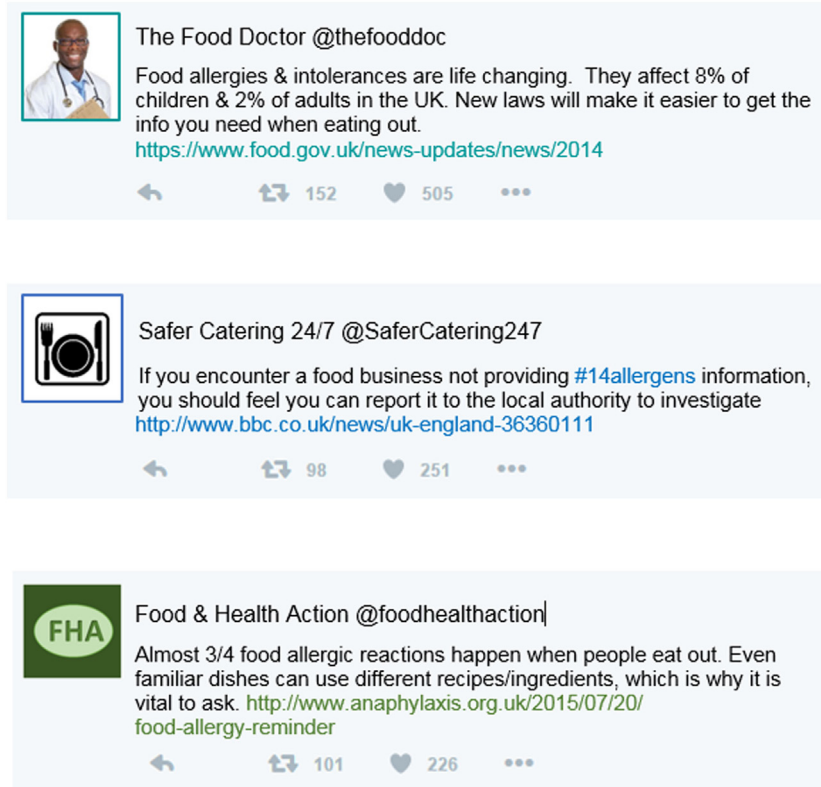 The Food Doctor @thefooddoc
Food allergies & intolerances are life changing.  They affect 8% of
children & 2% of adults in the UK. New laws will make it easier to get the
info you need when eating out.
https://www.food.gov.uk/news-updates/news/2014
152 505
Safer Catering 24/7 @SaferCatering247
If you encounter a food business not providing #14allergens information,
you should feel you can report it to the local authority to investigate
http://www.bbc.co.uk/news/uk-england-36360111
98 251
FHA
Food & Health Action @foodhealthaction
Almost 3/4 food allergic reactions happen when people eat out. Even
familiar dishes can use different recipes/ingredients, which is why it is
vital to ask. http://www.anaphylaxis.org.uk/2015/07/20/
food-allergy-reminder
101 226